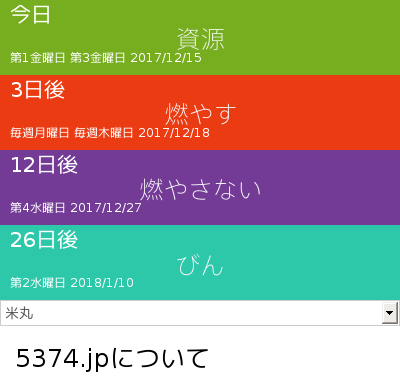 今日
資源
第1金曜日 第3金曜日 2017/12/15
3日後
燃やす
毎週月曜日 毎週木曜日 2017/12/18
12日後
燃やさない
第4水曜日 2017/12/27
26日後
びん
第2水曜日 2018/1/10
米丸
5374.jpについて